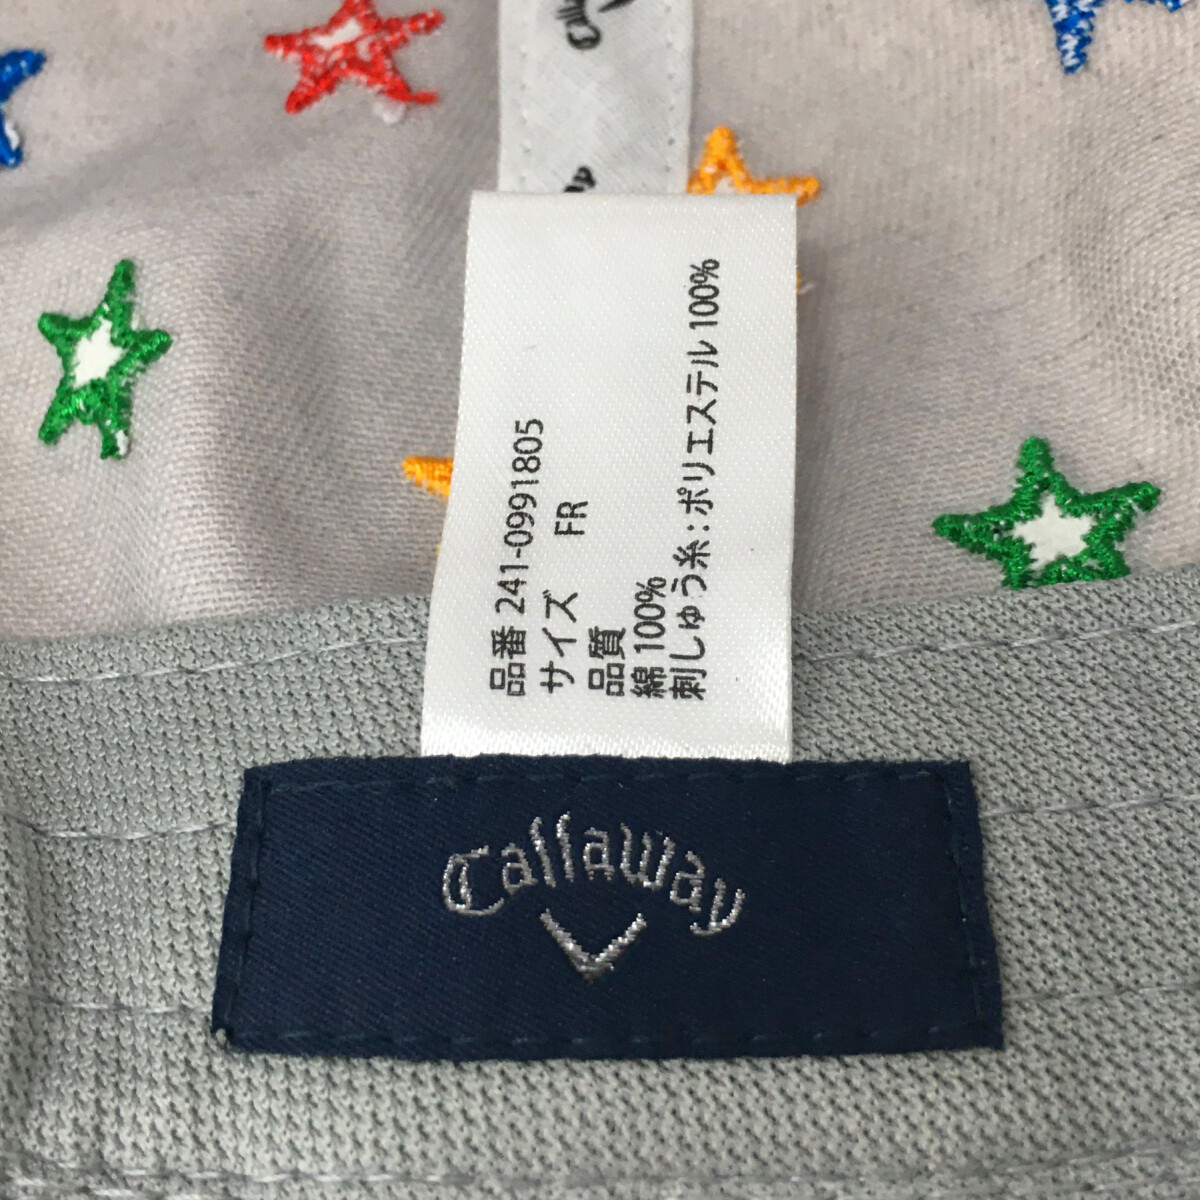 Callaway
品番 241-0991805
サイズ FR
品質
綿 100%
刺しゅう糸 : ポリエステル 100%
Callaway